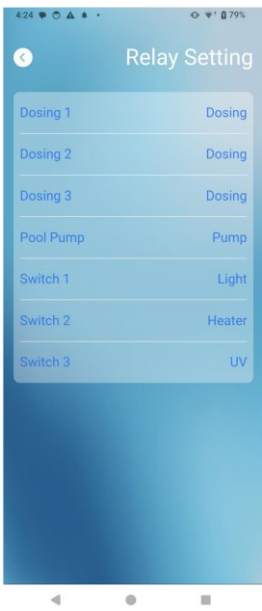 4:24 79%
Relay Setting
Dosing 1 Dosing
Dosing 2 Dosing
Dosing 3 Dosing
Pool Pump Pump
Switch 1 Light
Switch 2 Heater
Switch 3 UV